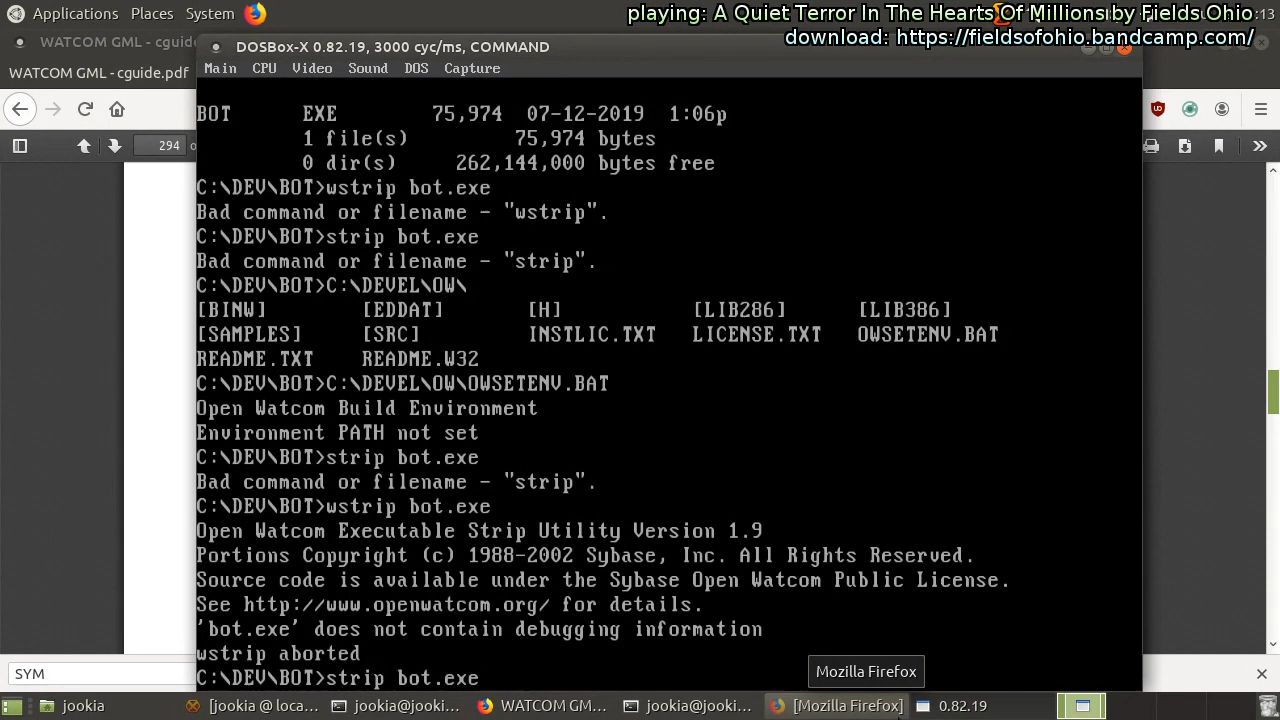 Applications Places System
:13
playing: A Quiet Terror In The Hearts Of Millions by Fields Ohio
download: https://fieldsofohio.bandcamp.com/
WATCOM GML - cguide
DOSBox-X 0.82.19, 3000 cyc/ms, COMMAND
WATCOM GML - cguide.pdf
Main CPU Video Sound DOS Capture
294 o
BOT EXE 75,974 07-12-2019 1:06p
1 file(s) 75,974 bytes
0 dir(s) 262,144,000 bytes free
C:\DEV\BOT>wstrip bot.exe
Bad command or filename - "wstrip".
C:\DEV\BOT>strip bot.exe
Bad command or filename - "strip".
C:\DEV\BOT>C:\DEVEL\OW\
[BINW] [EDDAT] [H] [LIB286] [LIB386]
[SAMPLES] [SRC] INSTLIC.TXT LICENSE.TXT OWSETENV.BAT
README.TXT README.W32
C:\DEV\BOT>C:\DEVEL\OW\OWSETENV.BAT
Open Watcom Build Environment
Environment PATH not set
C:\DEV\BOT>strip bot.exe
Bad command or filename - "strip".
C:\DEV\BOT>wstrip bot.exe
Open Watcom Executable Strip Utility Version 1.9
Portions Copyright (c) 1988-2002 Sybase, Inc. All Rights Reserved.
Source code is available under the Sybase Open Watcom Public License.
See http://www.openwatcom.org/ for details.
'bot.exe' does not contain debugging information
wstrip aborted
C:\DEV\BOT>strip bot.exe
SYM
Mozilla Firefox
jookia [jookia @ loca... jookia@jooki... WATCOM GM... jookia@jooki... [Mozilla Firefox] 0.82.19